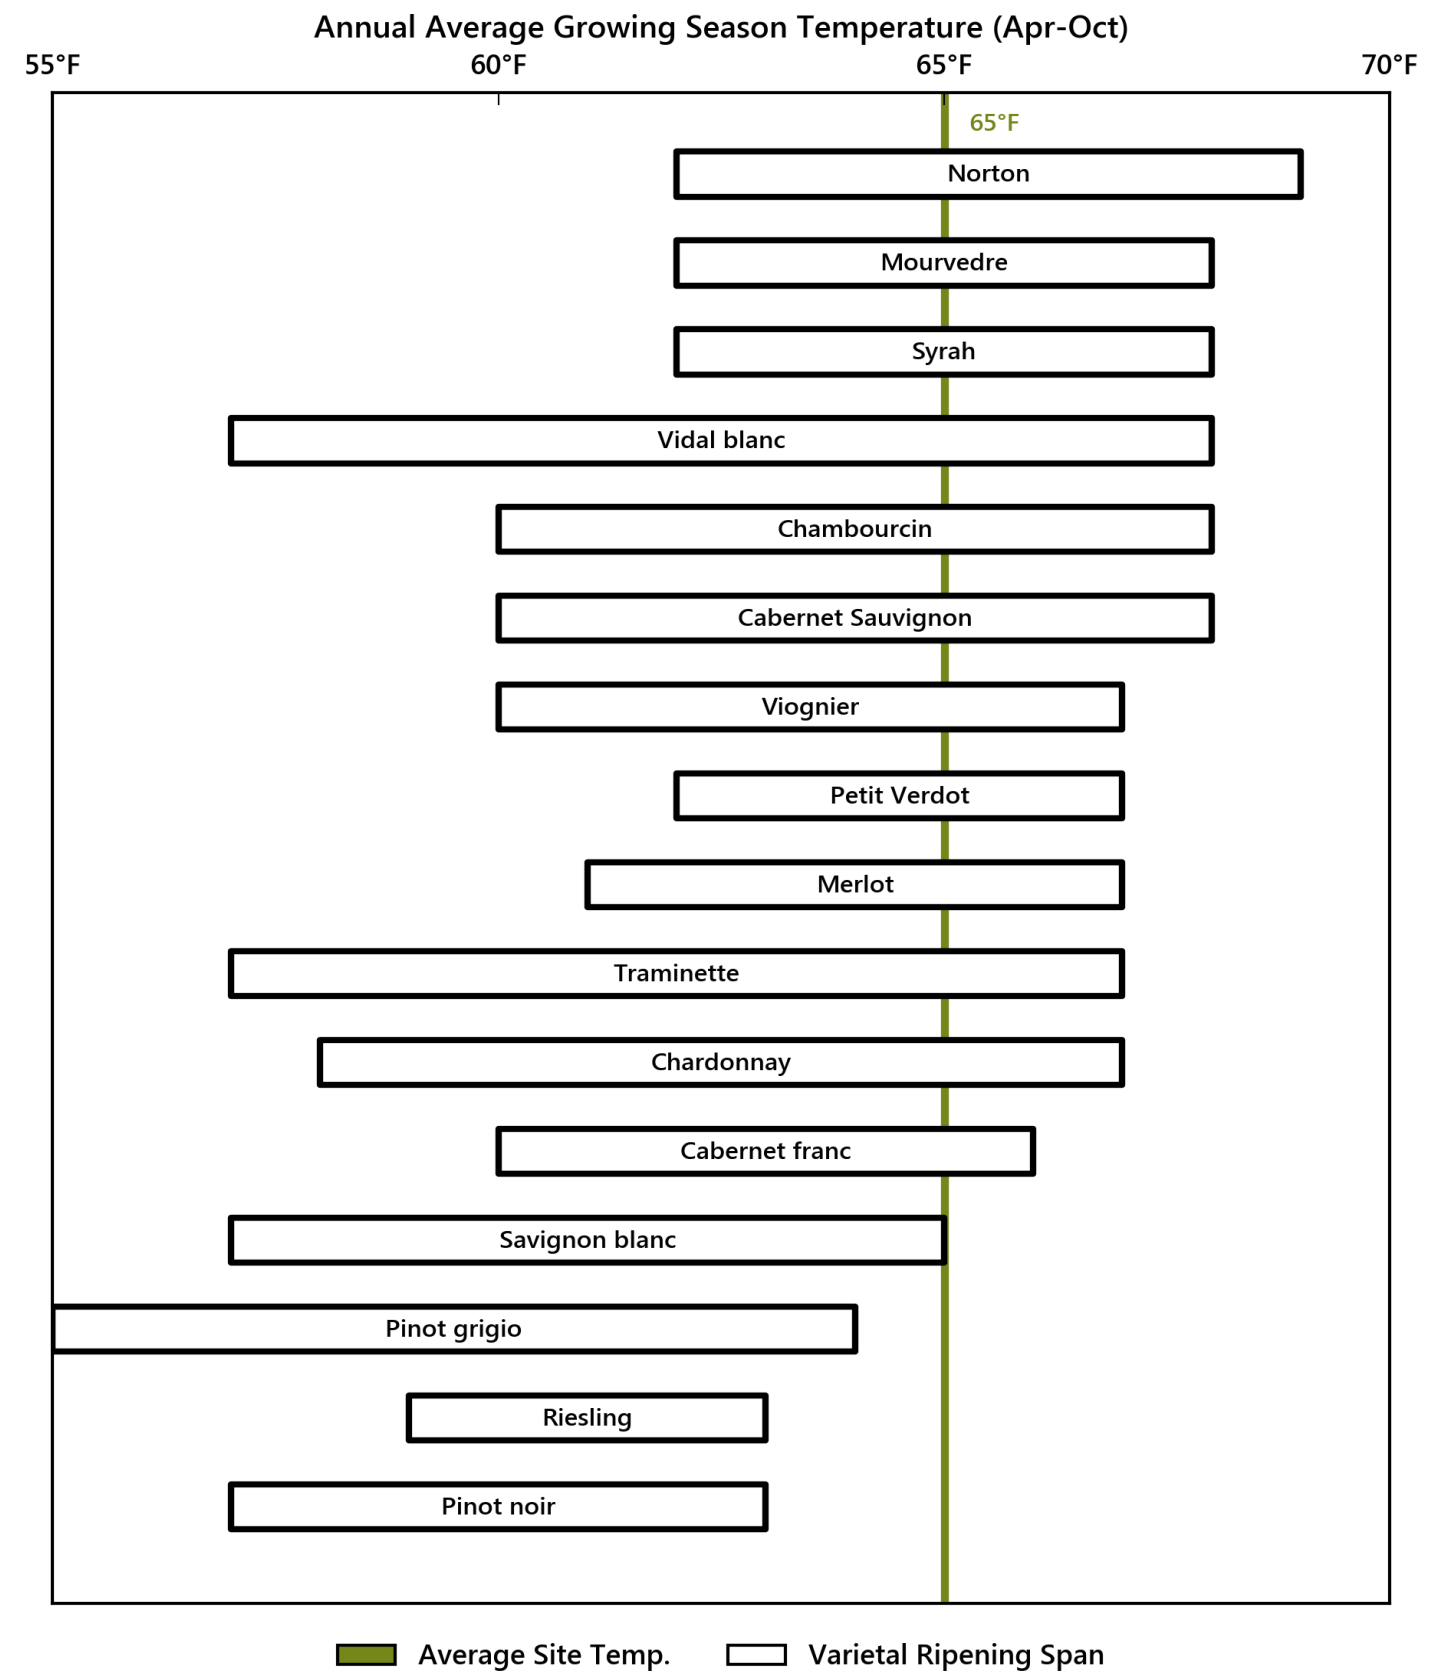 Annual Average Growing Season Temperature (Apr-Oct)
55°F 60°F 65°F 70°F
65°F
Norton
Mourvedre
Syrah
Vidal blanc
Chambourcin
Cabernet Sauvignon
Viognier
Petit Verdot
Merlot
Traminette
Chardonnay
Cabernet franc
Savignon blanc
Pinot grigio
Riesling
Pinot noir
Average Site Temp. Varietal Ripening Span